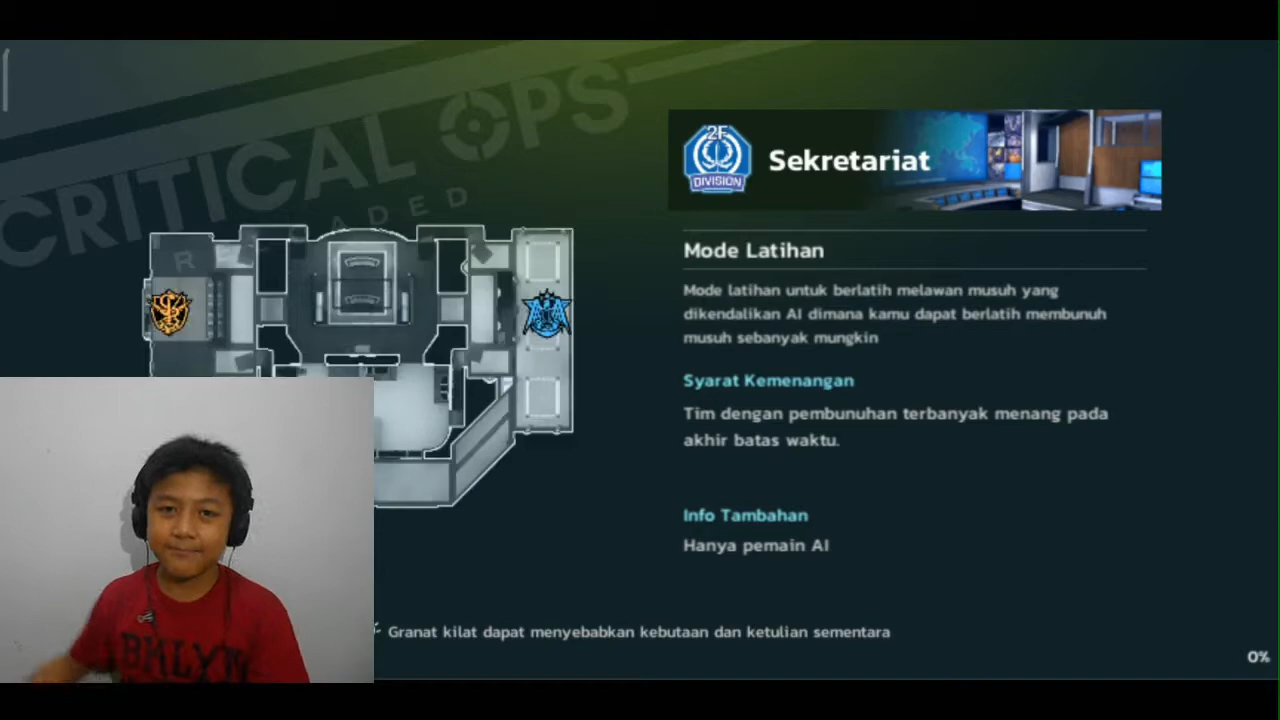 CRITICAL OPS
ADED
R
2F
DIVISION
Sekretariat
Mode Latihan
Mode latihan untuk berlatih melawan musuh yang
dikendalikan AI dimana kamu dapat berlatih membunuh
musuh sebanyak mungkin
Syarat Kemenangan
Tim dengan pembunuhan terbanyak menang pada
akhir batas waktu.
Info Tambahan
Hanya pemain AI
Granat kilat dapat menyebabkan kebutaan dan ketulian sementara
0%